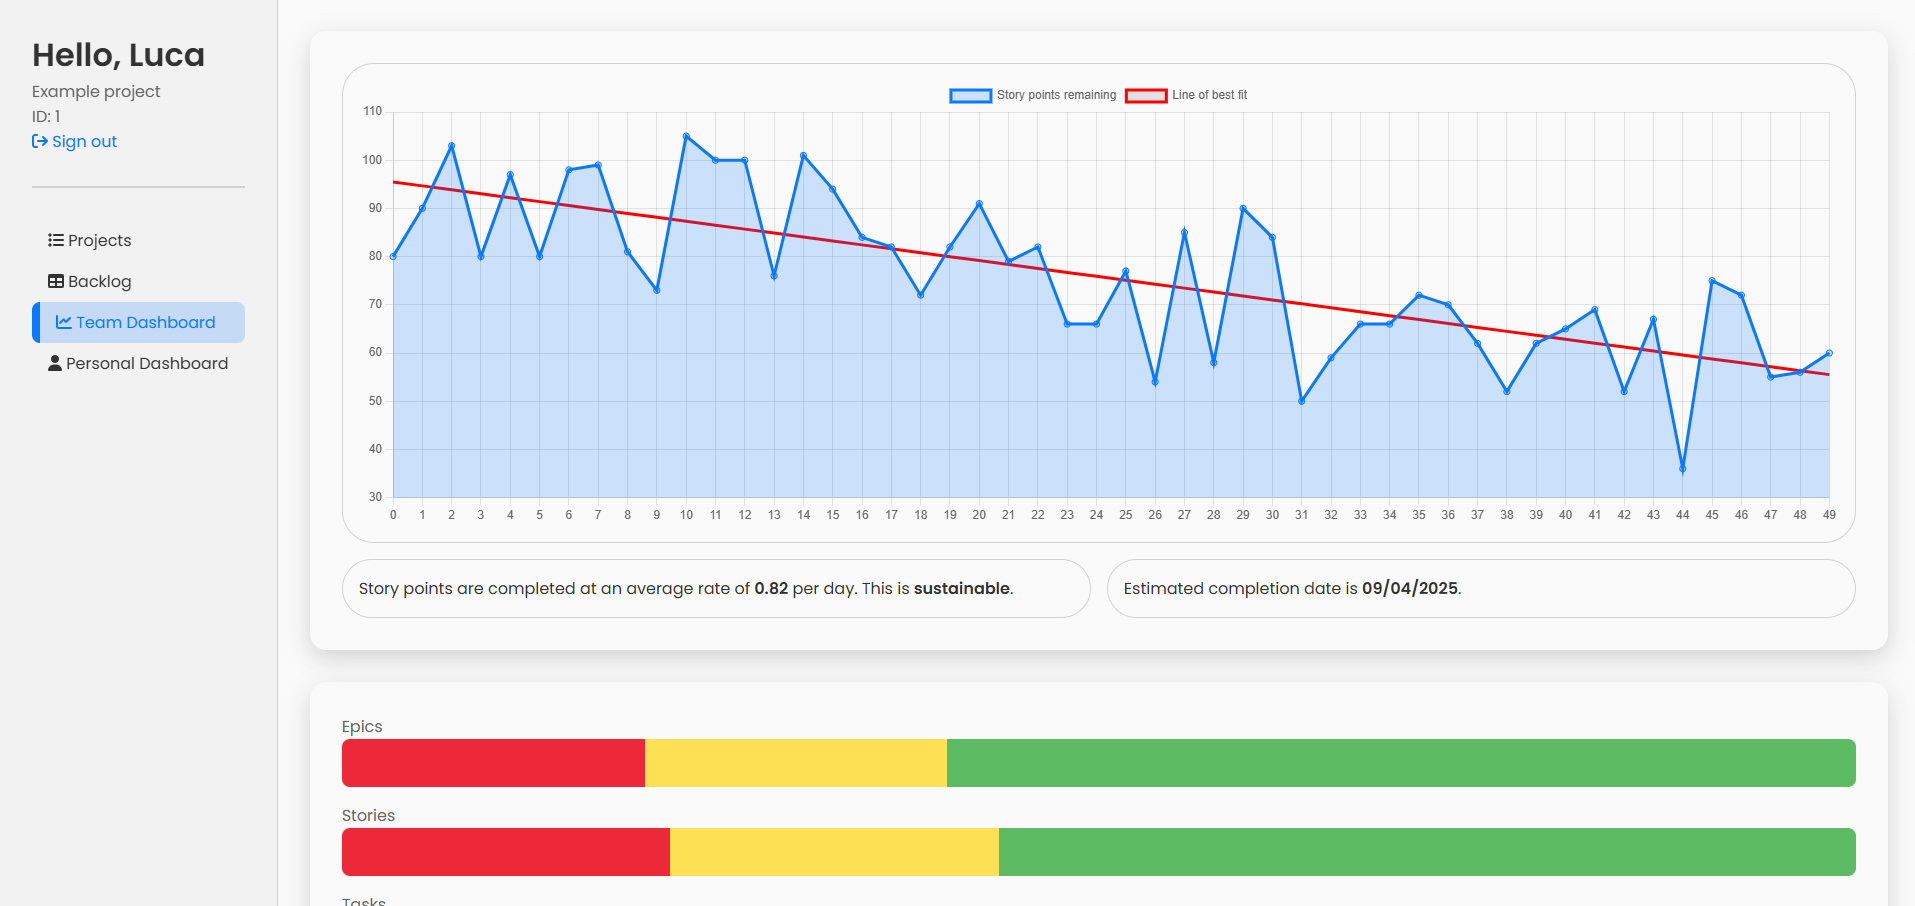 Hello, Luca
Example project
ID: 1
Sign out
Projects
Backlog
Team Dashboard
Personal Dashboard
Story points remaining
Line of best fit
110
100
90
80
70
60
50
40
30
0 1 2 3 4 5 6 7 8 9 10 11 12 13 14 15 16 17 18 19 20 21 22 23 24 25 26 27 28 29 30 31 32 33 34 35 36 37 38 39 40 41 42 43 44 45 46 47 48 49
Story points are completed at an average rate of 0.82 per day. This is sustainable.
Estimated completion date is 09/04/2025.
Epics
Stories
Tasks